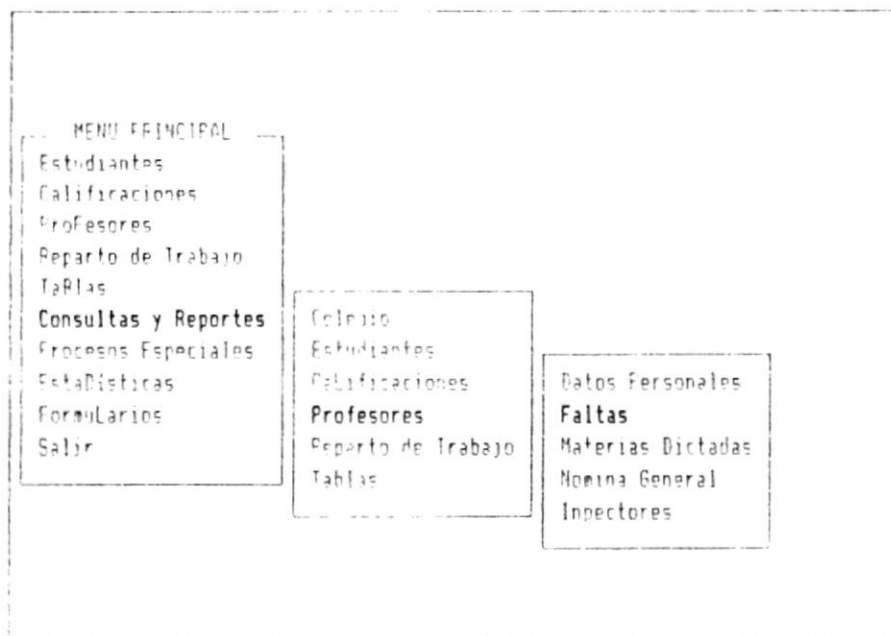 MENU PRINCIPAL
Estudiantes
Calificaciones
ProFesores
Reparto de Trabajo
TaBlas
Consultas y Reportes
Procesos Especiales
EstaDísticas
FormuLarios
Salir
Colegio
Estudiantes
CaLificaciones
Profesores
Reparto de Trabajo
Tablas
Datos Personales
Faltas
Materias Dictadas
Nomina General
Inpectores